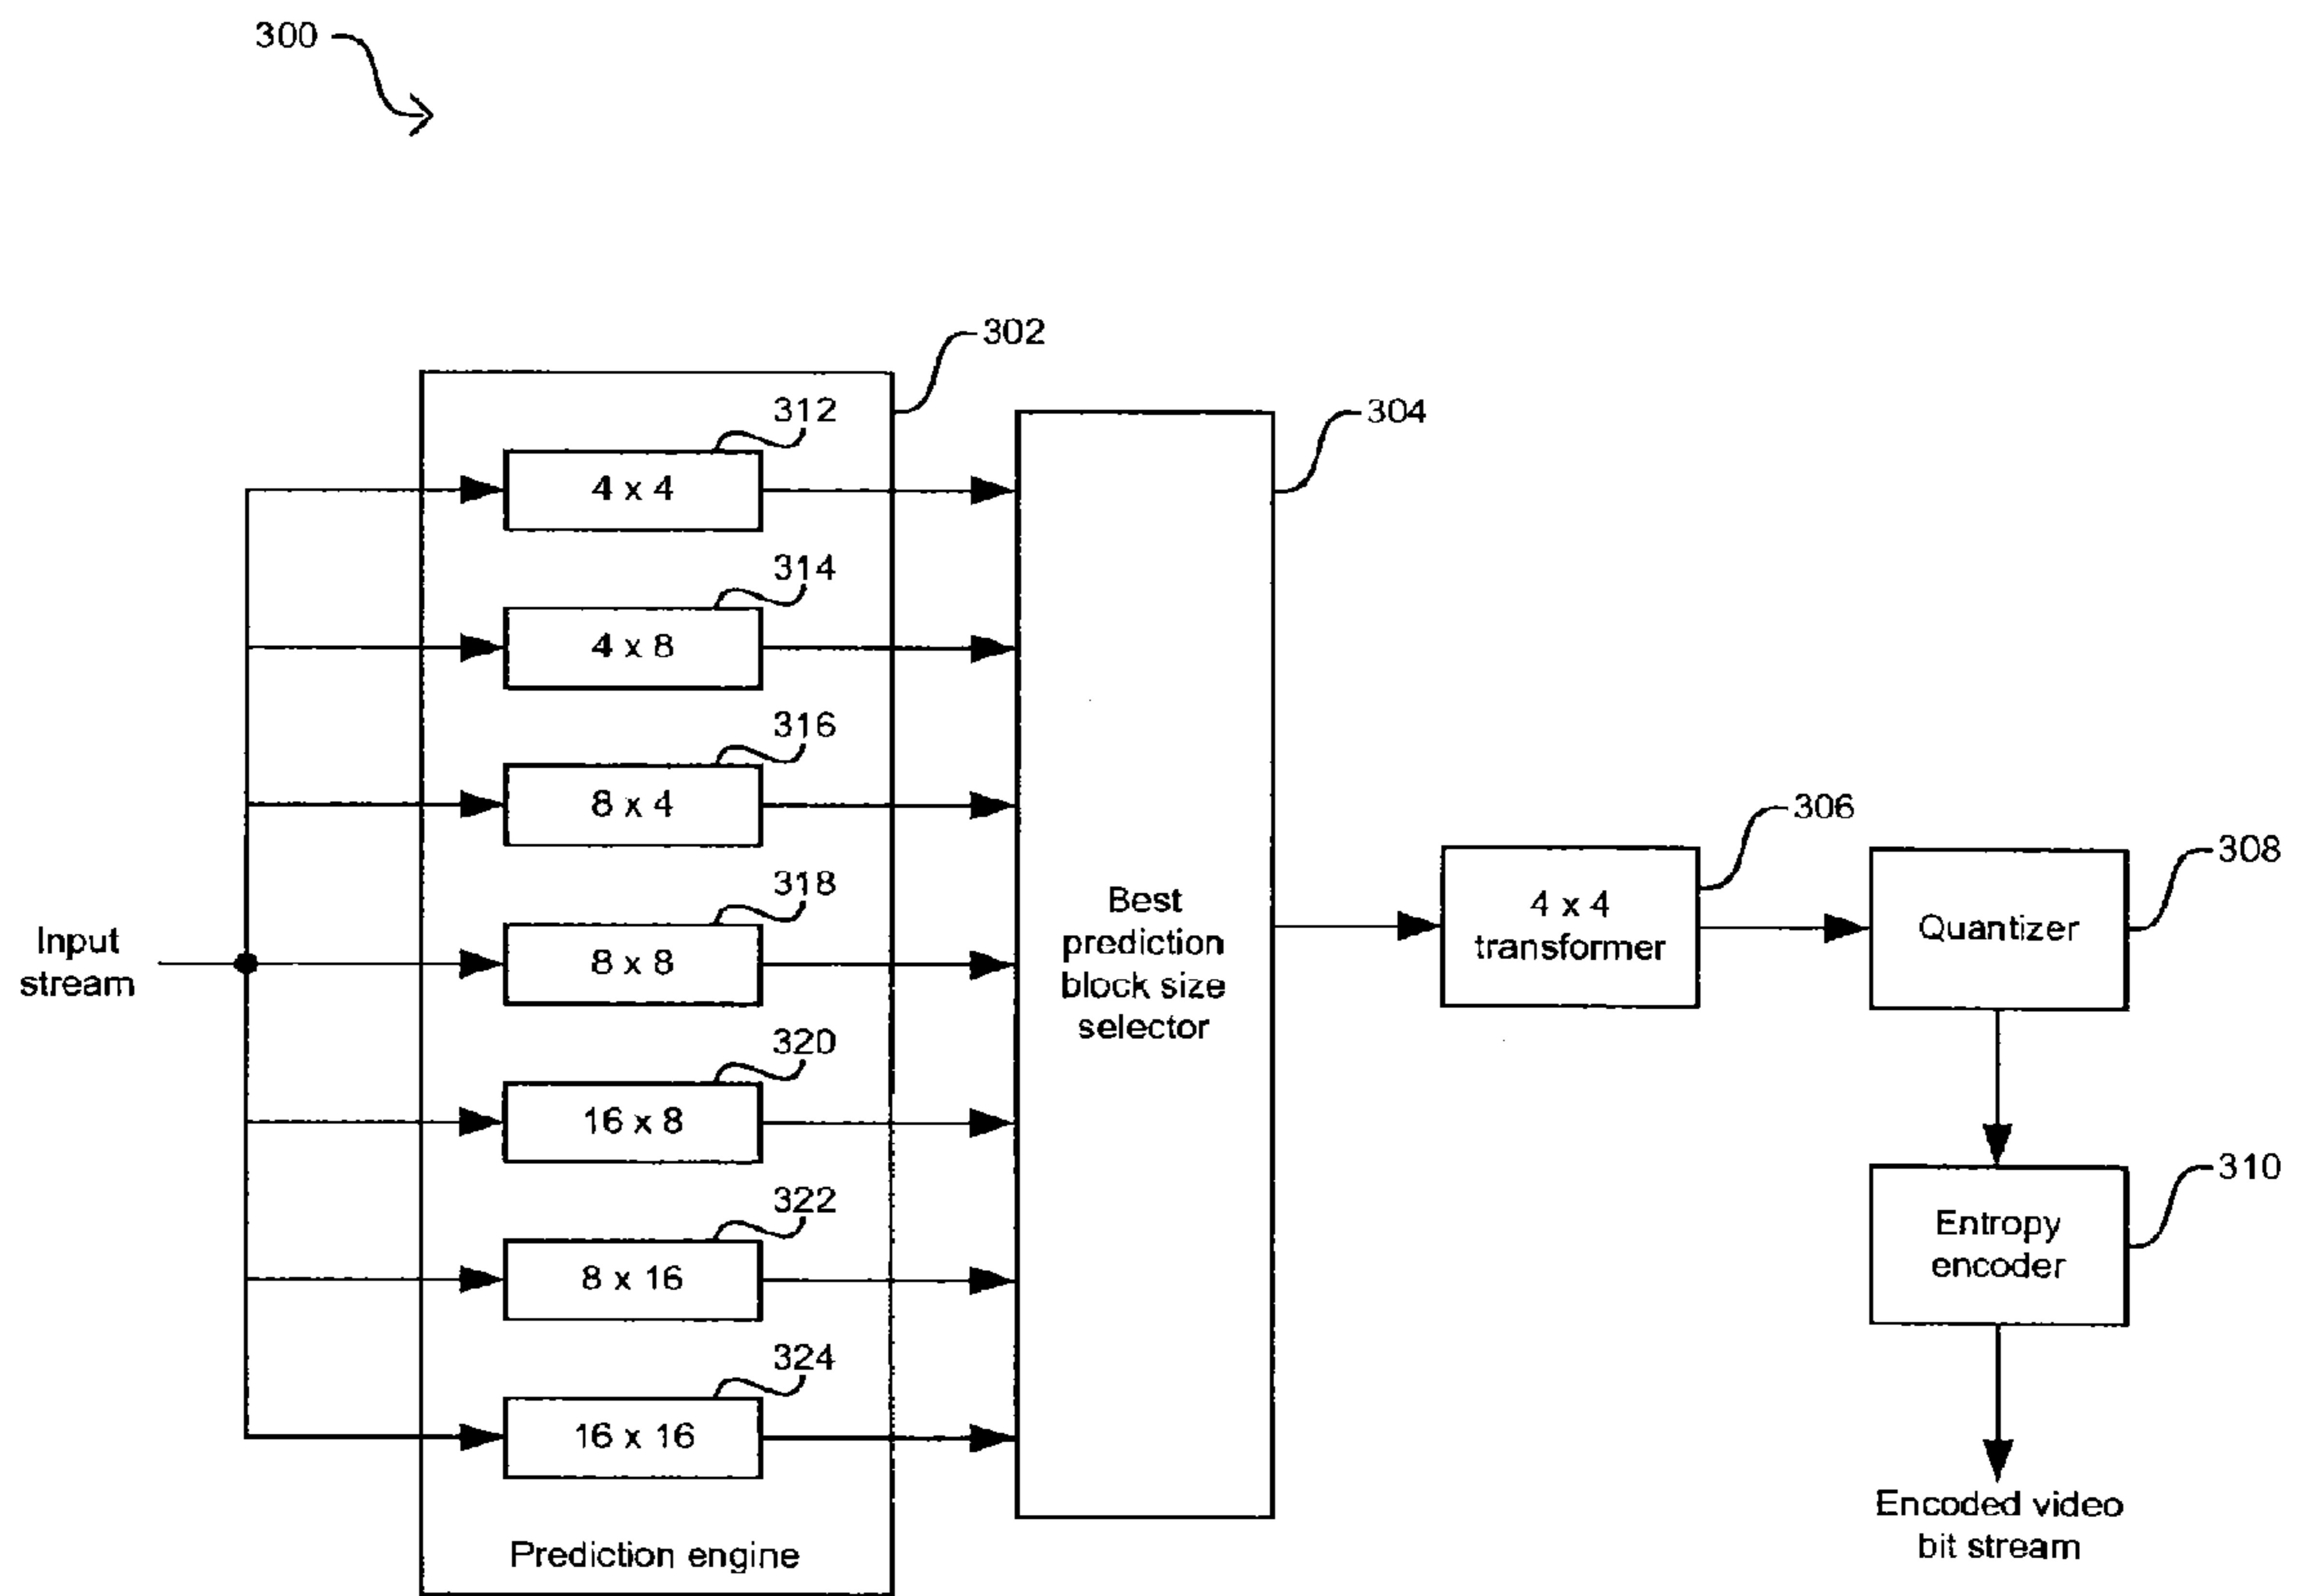 300
302
304
312
4 x 4
314
4 x 8
316
8 x 4
318
8 x 8
320
16 x 8
322
8 x 16
324
16 x 16
Prediction engine
Input
stream
Best
prediction
block size
selector
306
4 x 4
transformer
308
Quantizer
310
Entropy
encoder
Encoded video
bit stream